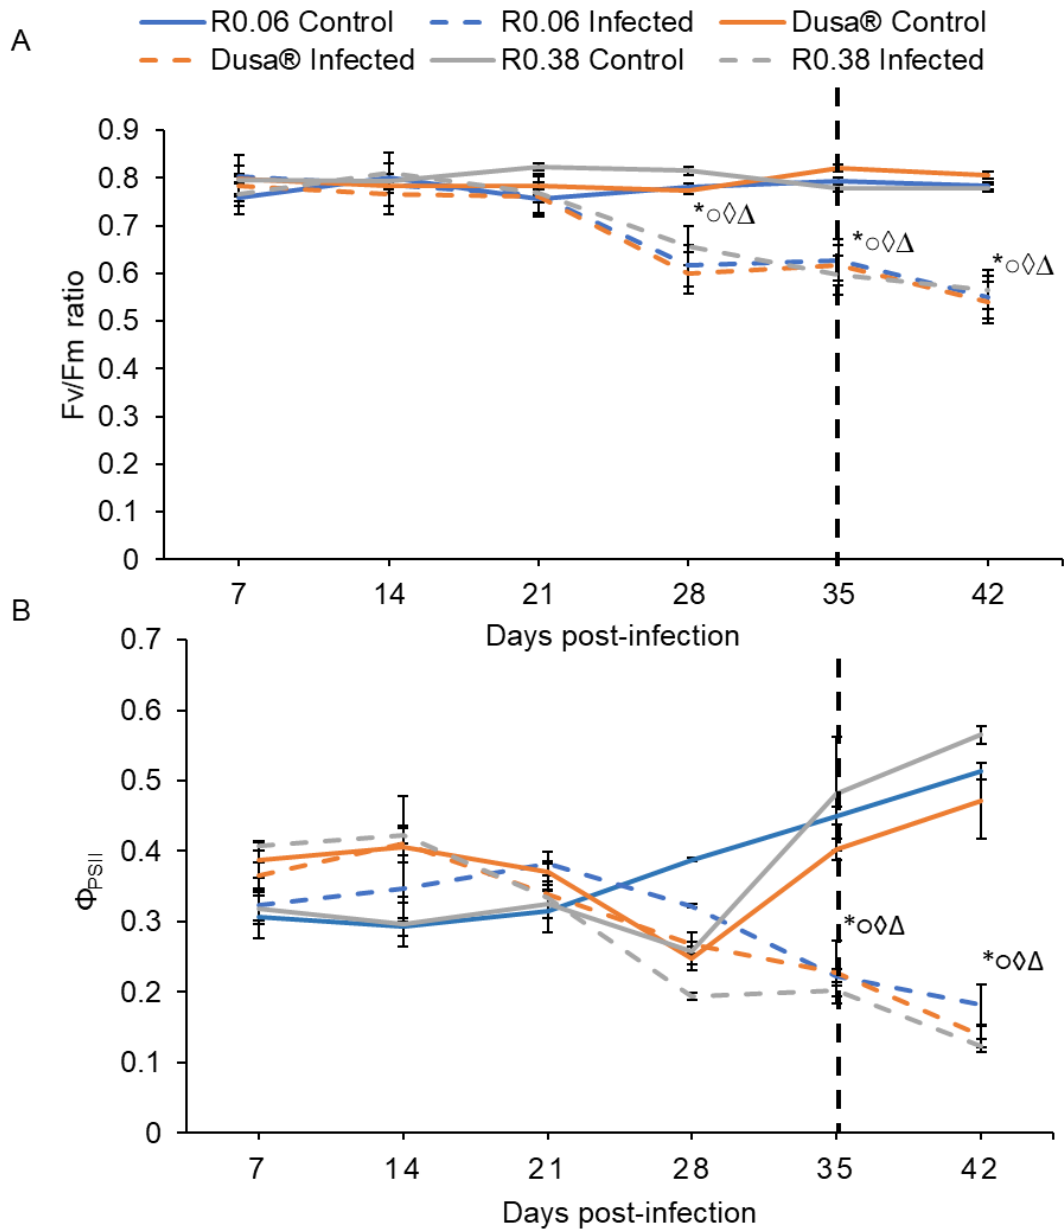 A
R0.06 Control R0.06 Infected Dusa® Control
Dusa® Infected R0.38 Control R0.38 Infected
Fv/Fm ratio
0.9
0.8
0.7
0.6
0.5
0.4
0.3
0.2
0.1
0
*○◊Δ
*○◊Δ
*○◊Δ
7 14 21 28 35 42
Days post-infection
B
ΦPSII
0.7
0.6
0.5
0.4
0.3
0.2
0.1
0
*○◊Δ
*○◊Δ
7 14 21 28 35 42
Days post-infection